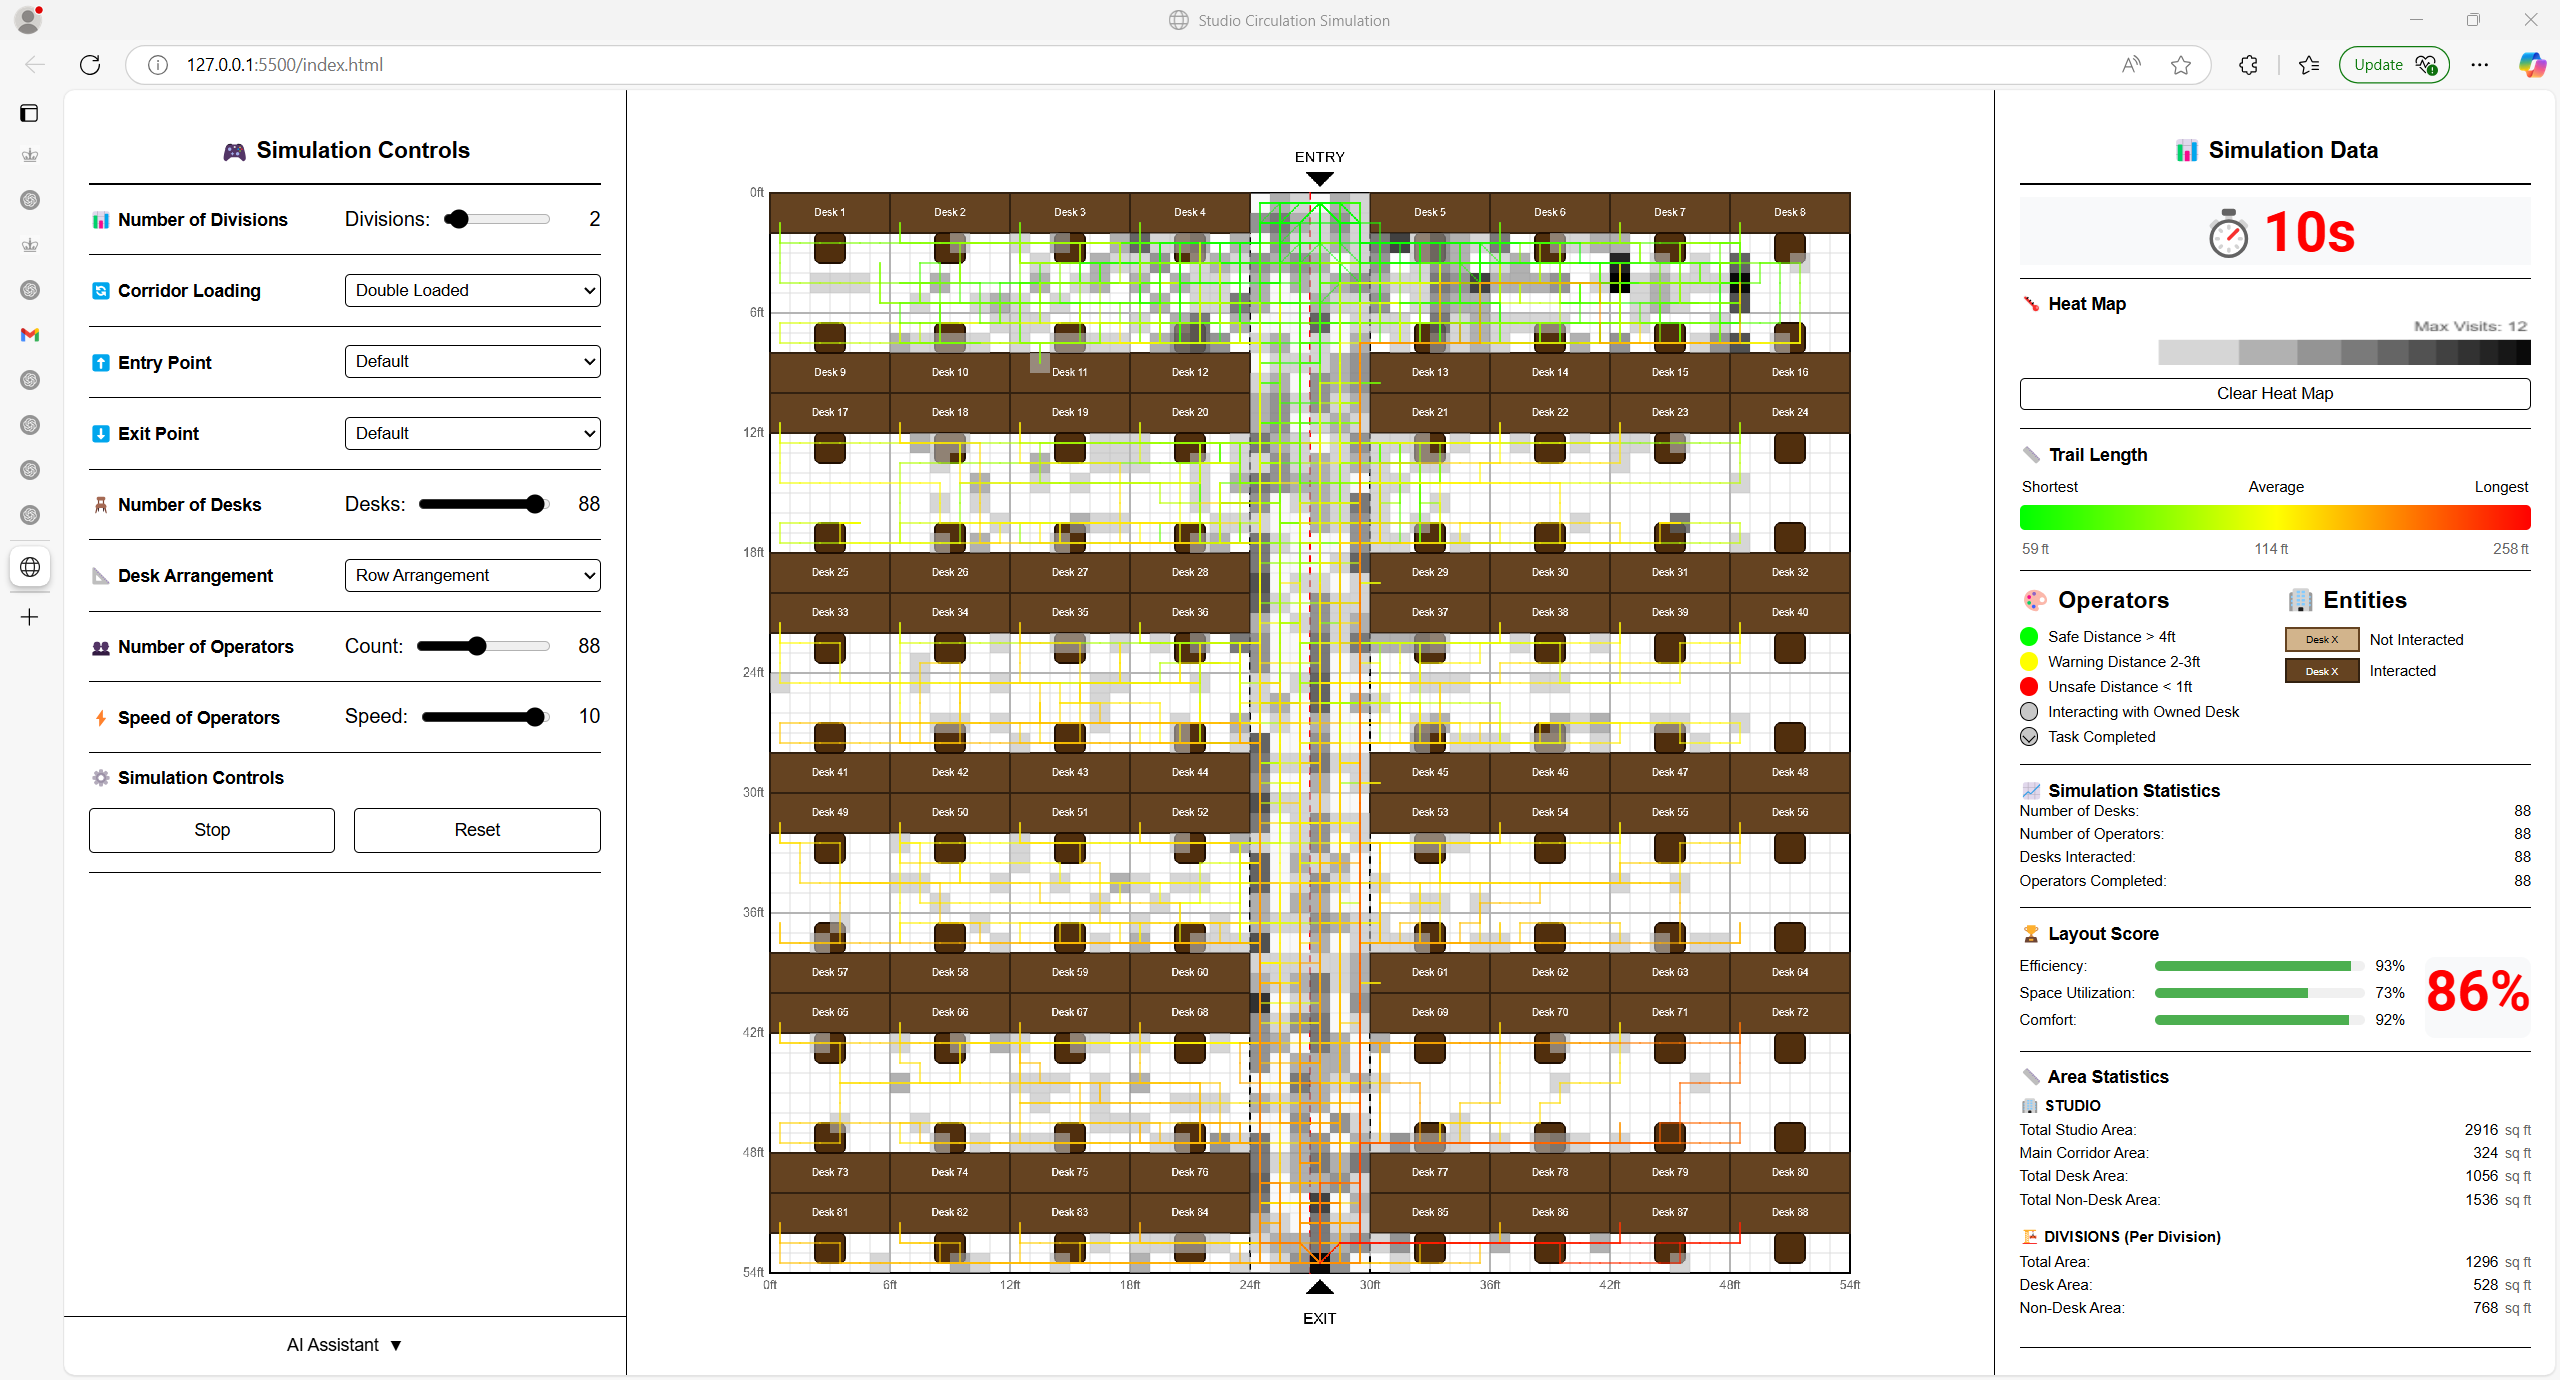 Studio Circulation Simulation
127.0.0.1:5500/index.html
Update
Simulation Controls
Number of Divisions Divisions: 2
Corridor Loading Double Loaded
Entry Point Default
Exit Point Default
Number of Desks Desks: 88
Desk Arrangement Row Arrangement
Number of Operators Count: 88
Speed of Operators Speed: 10
Simulation Controls
Stop Reset
AI Assistant ▼
ENTRY
0ft
Desk 1 Desk 2 Desk 3 Desk 4 Desk 5 Desk 6 Desk 7 Desk 8
6ft
Desk 9 Desk 10 Desk 11 Desk 12 Desk 13 Desk 14 Desk 15 Desk 16
Desk 17 Desk 18 Desk 19 Desk 20 Desk 21 Desk 22 Desk 23 Desk 24
12ft
18ft
Desk 25 Desk 26 Desk 27 Desk 28 Desk 29 Desk 30 Desk 31 Desk 32
Desk 33 Desk 34 Desk 35 Desk 36 Desk 37 Desk 38 Desk 39 Desk 40
24ft
Desk 41 Desk 42 Desk 43 Desk 44 Desk 45 Desk 46 Desk 47 Desk 48
30ft
Desk 49 Desk 50 Desk 51 Desk 52 Desk 53 Desk 54 Desk 55 Desk 56
36ft
Desk 57 Desk 58 Desk 59 Desk 60 Desk 61 Desk 62 Desk 63 Desk 64
Desk 65 Desk 66 Desk 67 Desk 68 Desk 69 Desk 70 Desk 71 Desk 72
42ft
48ft
Desk 73 Desk 74 Desk 75 Desk 76 Desk 77 Desk 78 Desk 79 Desk 80
Desk 81 Desk 82 Desk 83 Desk 84 Desk 85 Desk 86 Desk 87 Desk 88
54ft
0ft 6ft 12ft 18ft 24ft 30ft 36ft 42ft 48ft 54ft
EXIT
Simulation Data
10s
Heat Map
Max Visits: 12
Clear Heat Map
Trail Length
Shortest Average Longest
59 ft 114 ft 258 ft
Operators
Safe Distance > 4ft
Warning Distance 2-3ft
Unsafe Distance < 1ft
Interacting with Owned Desk
Task Completed
Entities
Desk X Not Interacted
Desk X Interacted
Simulation Statistics
Number of Desks: 88
Number of Operators: 88
Desks Interacted: 88
Operators Completed: 88
Layout Score
Efficiency: 93%
Space Utilization: 73%
Comfort: 92%
86%
Area Statistics
STUDIO
Total Studio Area: 2916 sq ft
Main Corridor Area: 324 sq ft
Total Desk Area: 1056 sq ft
Total Non-Desk Area: 1536 sq ft
DIVISIONS (Per Division)
Total Area: 1296 sq ft
Desk Area: 528 sq ft
Non-Desk Area: 768 sq ft